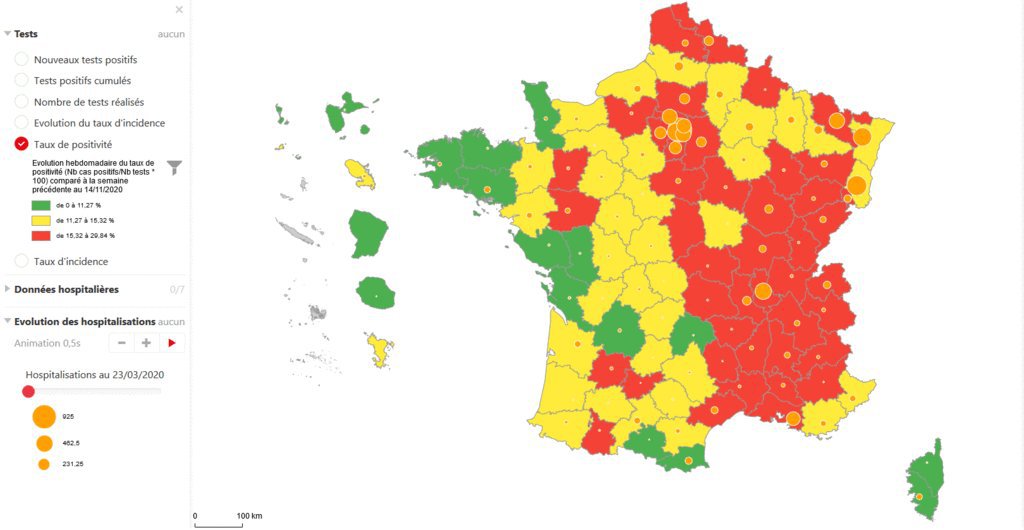 ×
Tests aucun
Nouveaux tests positifs
Tests positifs cumulés
Nombre de tests réalisés
Evolution du taux d'incidence
Taux de positivité
Evolution hebdomadaire du taux de
positivité (Nb cas positifs/Nb tests *
100) comparé à la semaine
précédente au 14/11/2020
de 0 à 11,27 %
de 11,27 à 15,32 %
de 15,32 à 29,84 %
Taux d'incidence
Données hospitalières 0/7
Evolution des hospitalisations aucun
Animation 0,5s
Hospitalisations au 23/03/2020
925
462.5
231.25
0 100 km